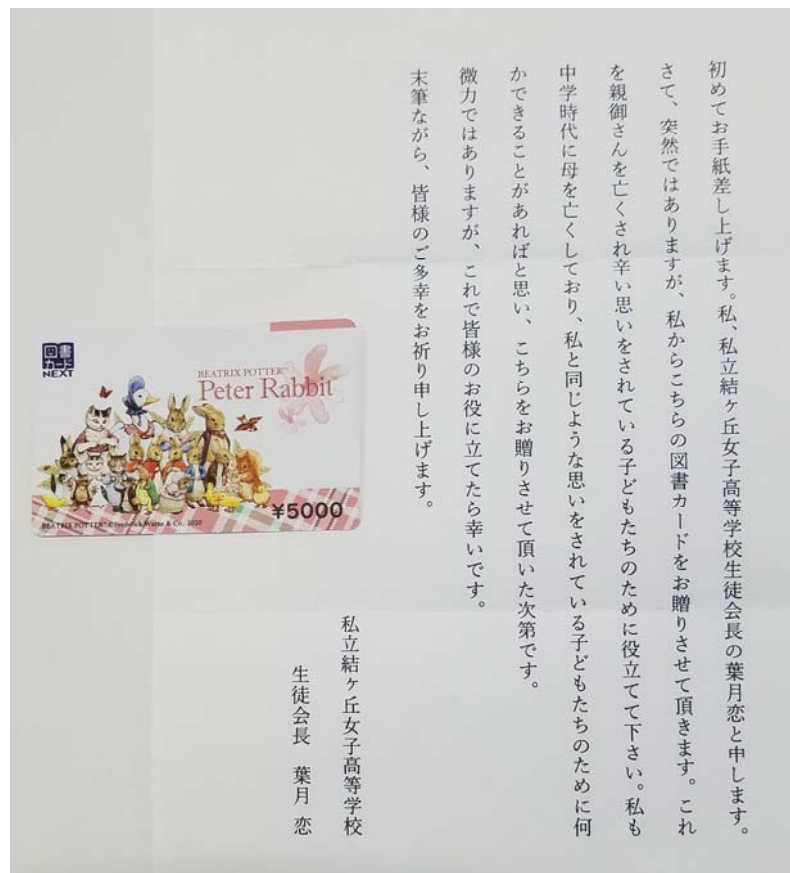 初めてお手紙差し上げます。私、私立結ヶ丘女子高等学校生徒会長の葉月恋と申します。
さて、突然ではありますが、私からこちらの図書カードをお贈りさせて頂きます。これ
を親御さんを亡くされ辛い思いをされている子どもたちのために役立てて下さい。私も
中学時代に母を亡くしており、私と同じような思いをされている子どもたちのために何
かできることがあればと思い、こちらをお贈りさせて頂いた次第です。
微力ではありますが、これで皆様のお役に立てたら幸いです。
末筆ながら、皆様のご多幸をお祈り申し上げます。
私立結ヶ丘女子高等学校
生徒会長 葉月 恋
図書
カード
NEXT
BEATRIX POTTER™
Peter Rabbit
¥5000
BEATRIX POTTER™ ©Frederick Warne & Co., 2020